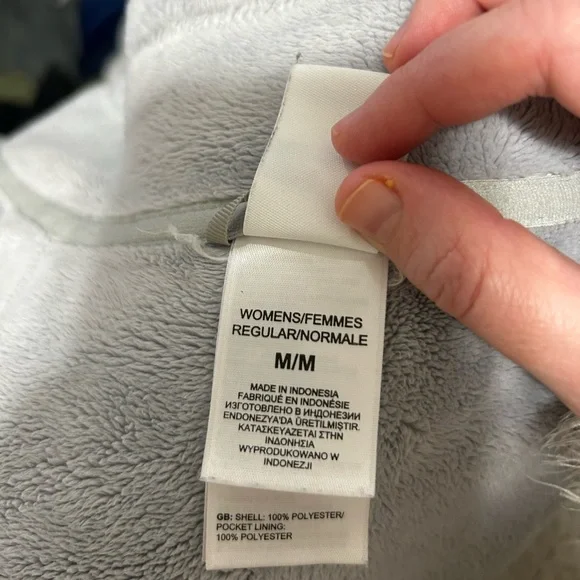 WOMENS/FEMMES
REGULAR/NORMALE
M/M
MADE IN INDONESIA
FABRIQUÉ EN INDONÉSIE
ИЗГОТОВЛЕНО В ИНДОНЕЗИИ
ENDONEZYA'DA ÜRETILMIŞTIR.
ΚΑΤΑΣΚΕΥΑΖΕΤΑΙ ΣΤΗΝ
ΙΝΔΟΝΗΣΙΑ
WYPRODUKOWANO W
INDONEZJI
GB: SHELL: 100% POLYESTER/
POCKET LINING:
100% POLYESTER